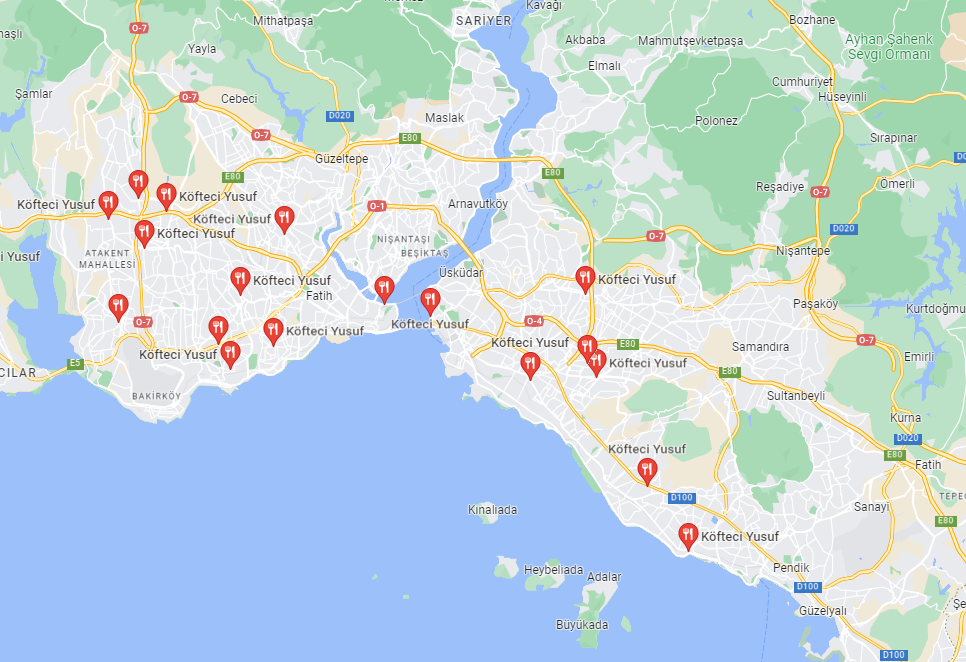 Kavağı
Mithatpaşa
SARIYER
Bozhane
O-7
Akbaba
Mahmutşevketpaşa
Ayhan Şahenk
Sevgi Ormanı
Yayla
Elmalı
Cumhuriyet
Şamlar
O-7
Cebeci
Hüseyinli
D020
Maslak
Polonez
O-7
E80
Sırapınar
Güzeltepe
E80
E80
Reşadiye
Ömerli
O-7
Köfteci Yusuf
Köfteci Yusuf
O-1
Arnavutköy
Köfteci Yusuf
Köfteci Yusuf
D020
O-7
NİŞANTAŞI
BEŞİKTAŞ
ATAKENT
MAHALLESİ
Nişantepe
i Yusuf
Üsküdar
Köfteci Yusuf
Köfteci Yusuf
Fatih
Paşaköy
Kurtdoğmu
O-7
Köfteci Yusuf
O-4
Köfteci Yusuf
Köfteci Yusuf
E80
O-7
Samandıra
Köfteci Yusuf
Emirli
E5
Köfteci Yusuf
CILAR
E80
BAKIRKÖY
Sultanbeyli
Kurna
D020
Köfteci Yusuf
E80
Fatih
D100
TEPEO
Kınalıada
Sanayi
E80
Köfteci Yusuf
Heybeliada
Pendik
Adalar
D100
Güzelyalı
Büyükada
D100